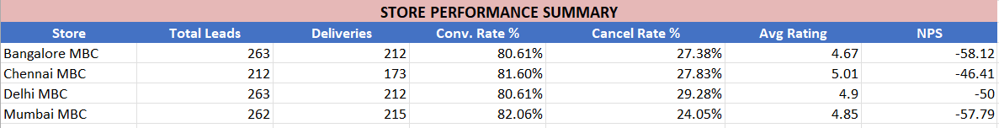 STORE PERFORMANCE SUMMARY
Store Total Leads Deliveries Conv. Rate % Cancel Rate % Avg Rating NPS
Bangalore MBC 263 212 80.61% 27.38% 4.67 -58.12
Chennai MBC 212 173 81.60% 27.83% 5.01 -46.41
Delhi MBC 263 212 80.61% 29.28% 4.9 -50
Mumbai MBC 262 215 82.06% 24.05% 4.85 -57.79